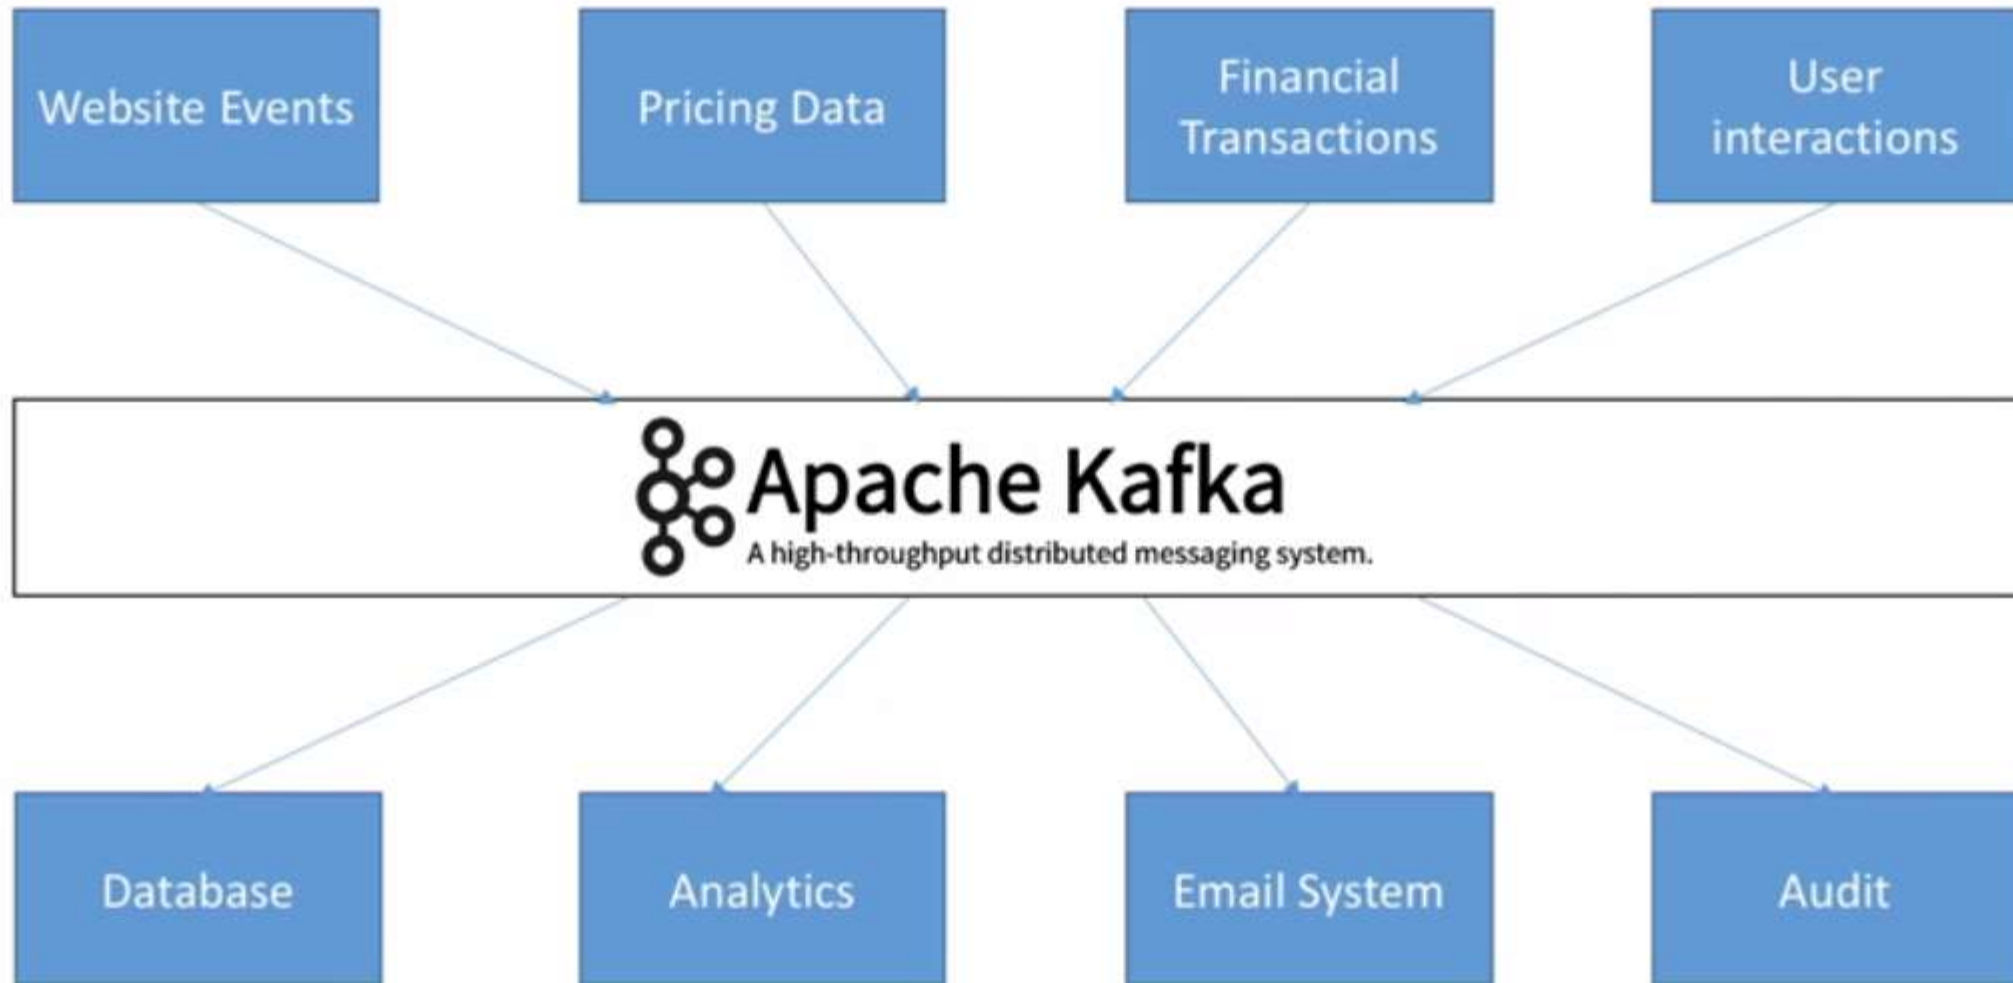 Website Events
Pricing Data
Financial
Transactions
User
interactions
Apache Kafka
A high-throughput distributed messaging system.
Database
Analytics
Email System
Audit